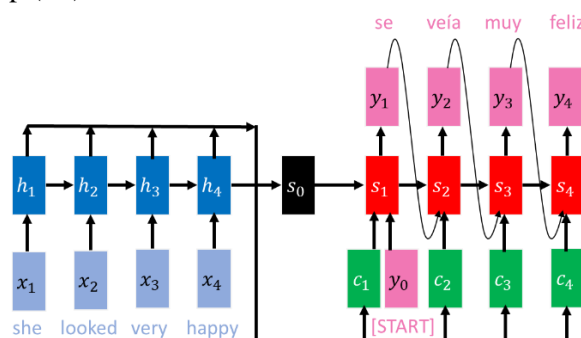 se veía muy feliz
y₁ y₂ y₃ y₄
h₁ h₂ h₃ h₄ s₀ s₁ s₂ s₃ s₄
x₁ x₂ x₃ x₄ c₁ y₀ c₂ c₃ c₄
she looked very happy [START]